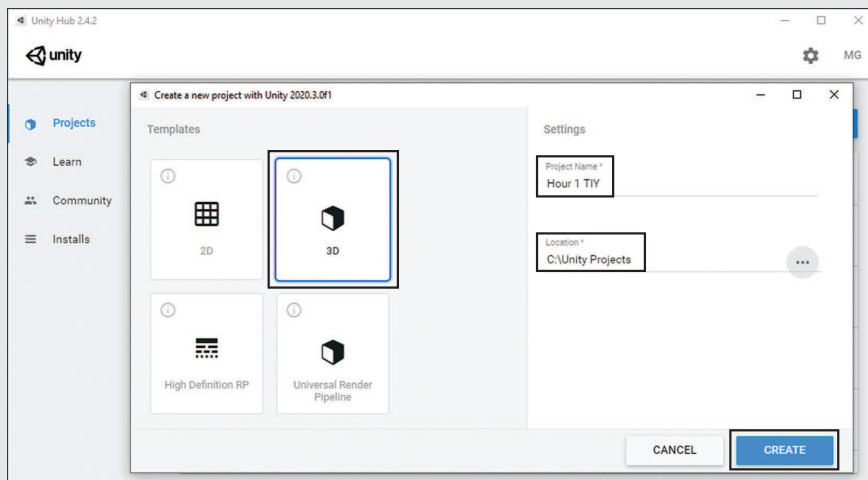 Unity Hub 2.4.2
unity
MG
Create a new project with Unity 2020.3.0f1
Projects
Learn
Community
Installs
Templates
2D
3D
High Definition RP
Universal Render
Pipeline
Settings
Project Name *
Hour 1 TIY
Location *
C:\Unity Projects
CANCEL
CREATE